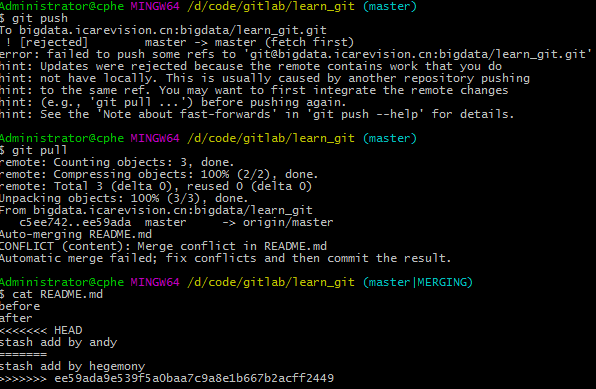 Administrator@cphe MINGW64 /d/code/gitlab/learn_git (master)
$ git push
To bigdata.icarevision.cn:bigdata/learn_git.git
 ! [rejected]        master -> master (fetch first)
error: failed to push some refs to 'git@bigdata.icarevision.cn:bigdata/learn_git.git'
hint: Updates were rejected because the remote contains work that you do
hint: not have locally. This is usually caused by another repository pushing
hint: to the same ref. You may want to first integrate the remote changes
hint: (e.g., 'git pull ...') before pushing again.
hint: See the 'Note about fast-forwards' in 'git push --help' for details.
Administrator@cphe MINGW64 /d/code/gitlab/learn_git (master)
$ git pull
remote: Counting objects: 3, done.
remote: Compressing objects: 100% (2/2), done.
remote: Total 3 (delta 0), reused 0 (delta 0)
Unpacking objects: 100% (3/3), done.
From bigdata.icarevision.cn:bigdata/learn_git
   c5ee742..ee59ada  master     -> origin/master
Auto-merging README.md
CONFLICT (content): Merge conflict in README.md
Automatic merge failed; fix conflicts and then commit the result.
Administrator@cphe MINGW64 /d/code/gitlab/learn_git (master|MERGING)
$ cat README.md
before
after
<<<<<<< HEAD
stash add by andy
=======
stash add by hegemony
>>>>>>> ee59ada9e539f5a0baa7c9a8e1b667b2acff2449